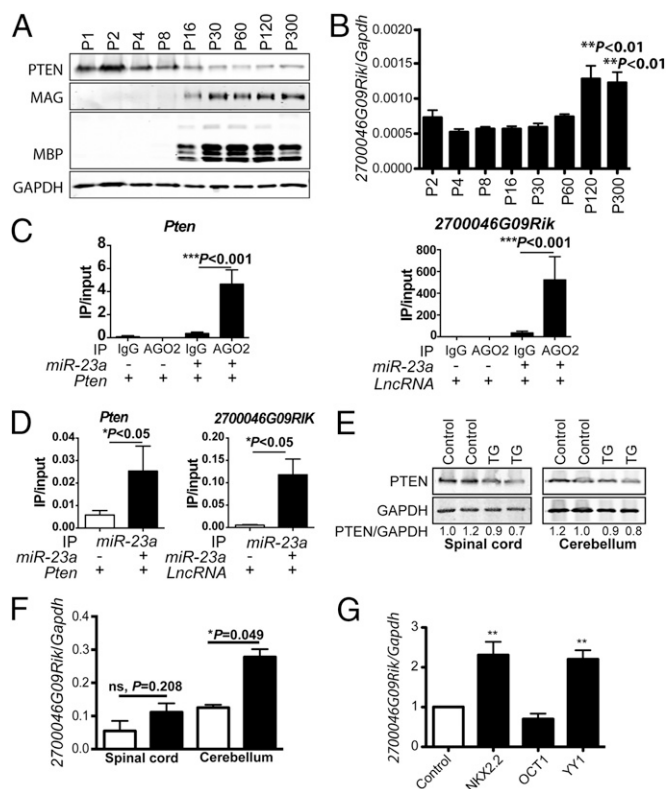 A
P1 P2 P4 P8 P16 P30 P60 P120 P300
PTEN
MAG
MBP
GAPDH
B
2700046G09Rik/Gapdh
0.0020
0.0015
0.0010
0.0005
0.0000
**P<0.01
**P<0.01
P2 P4 P8 P16 P30 P60 P120 P300
C
Pten
IP/input
8
6
4
2
0
***P<0.001
IP IgG AGO2 IgG AGO2
miR-23a - - + +
Pten + + + +
2700046G09Rik
IP/input
800
600
400
200
0
***P<0.001
IP IgG AGO2 IgG AGO2
miR-23a - - + +
LncRNA + + + +
D
Pten
IP/input
0.04
0.03
0.02
0.01
0.00
*P<0.05
IP miR-23a
miR-23a - +
Pten + +
2700046G09RIK
IP/input
0.20
0.15
0.10
0.05
0.00
*P<0.05
IP miR-23a
miR-23a - +
LncRNA + +
E
Control Control TG TG
Control Control TG TG
PTEN
GAPDH
PTEN/GAPDH 1.0 1.2 0.9 0.7 1.2 1.0 0.9 0.8
Spinal cord Cerebellum
F
2700046G09Rik/Gapdh
0.4
0.3
0.2
0.1
0.0
ns, P=0.208
*P=0.049
Spinal cord Cerebellum
G
2700046G09Rik/Gapdh
3
2
1
0
** **
Control NKX2.2 OCT1 YY1